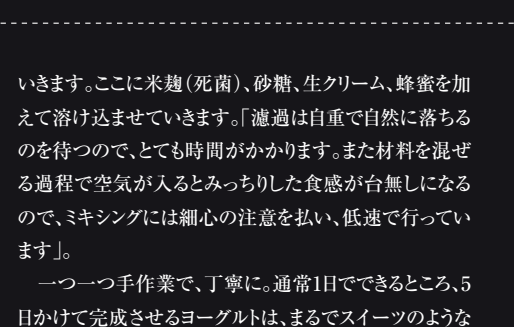 いきます。ここに米麹(死菌)、砂糖、生クリーム、蜂蜜を加
えて溶け込ませていきます。「濾過は自重で自然に落ちる
のを待つので、とても時間がかかります。また材料を混ぜ
る過程で空気が入るとみっちりした食感が台無しになる
ので、ミキシングには細心の注意を払い、低速で行ってい
ます」。
　一つ一つ手作業で、丁寧に。通常1日でできるところ、5
日かけて完成させるヨーグルトは、まるでスイーツのような